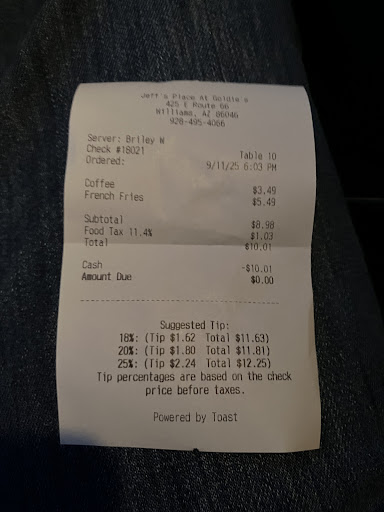 Jeff's Place at Goldie's
425 E Route 66
Williams, AZ 86046
928-495-4066
Server: Briley W
Check #18021 Table 10
Ordered: 9/11/25 6:03 PM
Coffee $3.49
French Fries $5.49
Subtotal $8.98
Food Tax 11.4% $1.03
Total $10.01
Cash -$10.01
Amount Due $0.00
Suggested Tip:
18%: (Tip $1.62 Total $11.63)
20%: (Tip $1.80 Total $11.81)
25%: (Tip $2.24 Total $12.25)
Tip percentages are based on the check
price before taxes.
Powered by Toast